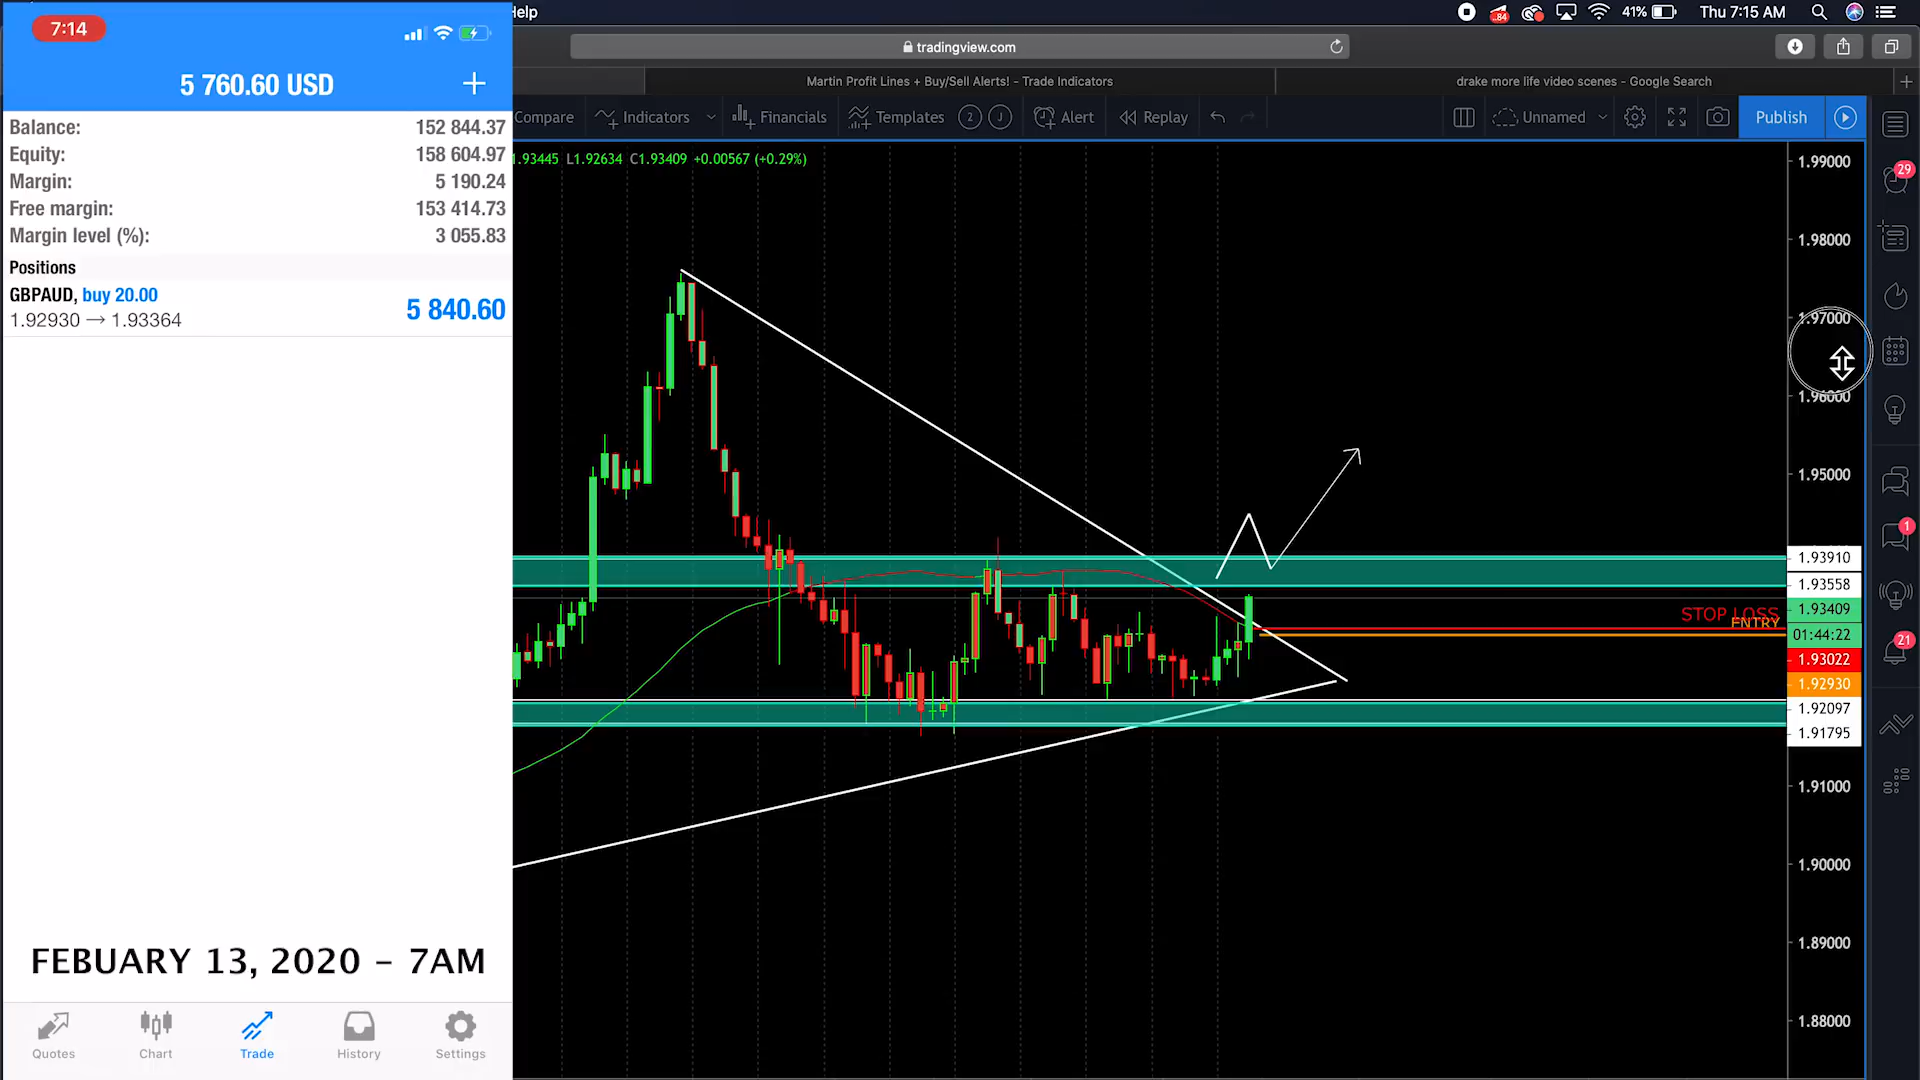 7:14
5 760.60 USD
Balance: 152 844.37
Equity: 158 604.97
Margin: 5 190.24
Free margin: 153 414.73
Margin level (%): 3 055.83
Positions
GBPAUD, buy 20.00
1.92930 → 1.93364
5 840.60
FEBUARY 13, 2020 – 7AM
Quotes
Chart
Trade
History
Settings
Help
84
41%
Thu 7:15 AM
tradingview.com
Martin Profit Lines + Buy/Sell Alerts! - Trade Indicators
drake more life video scenes - Google Search
Compare
Indicators
Financials
Templates
2
J
Alert
Replay
Unnamed
Publish
1.93445 L1.92634 C1.93409 +0.00567 (+0.29%)
1.99000
1.98000
1.97000
1.96000
1.95000
1.93910
1.93558
1.93409
01:44:22
1.93022
1.92930
1.92097
1.91795
1.91000
1.90000
1.89000
1.88000
STOP LOSS
ENTRY
29
1
21